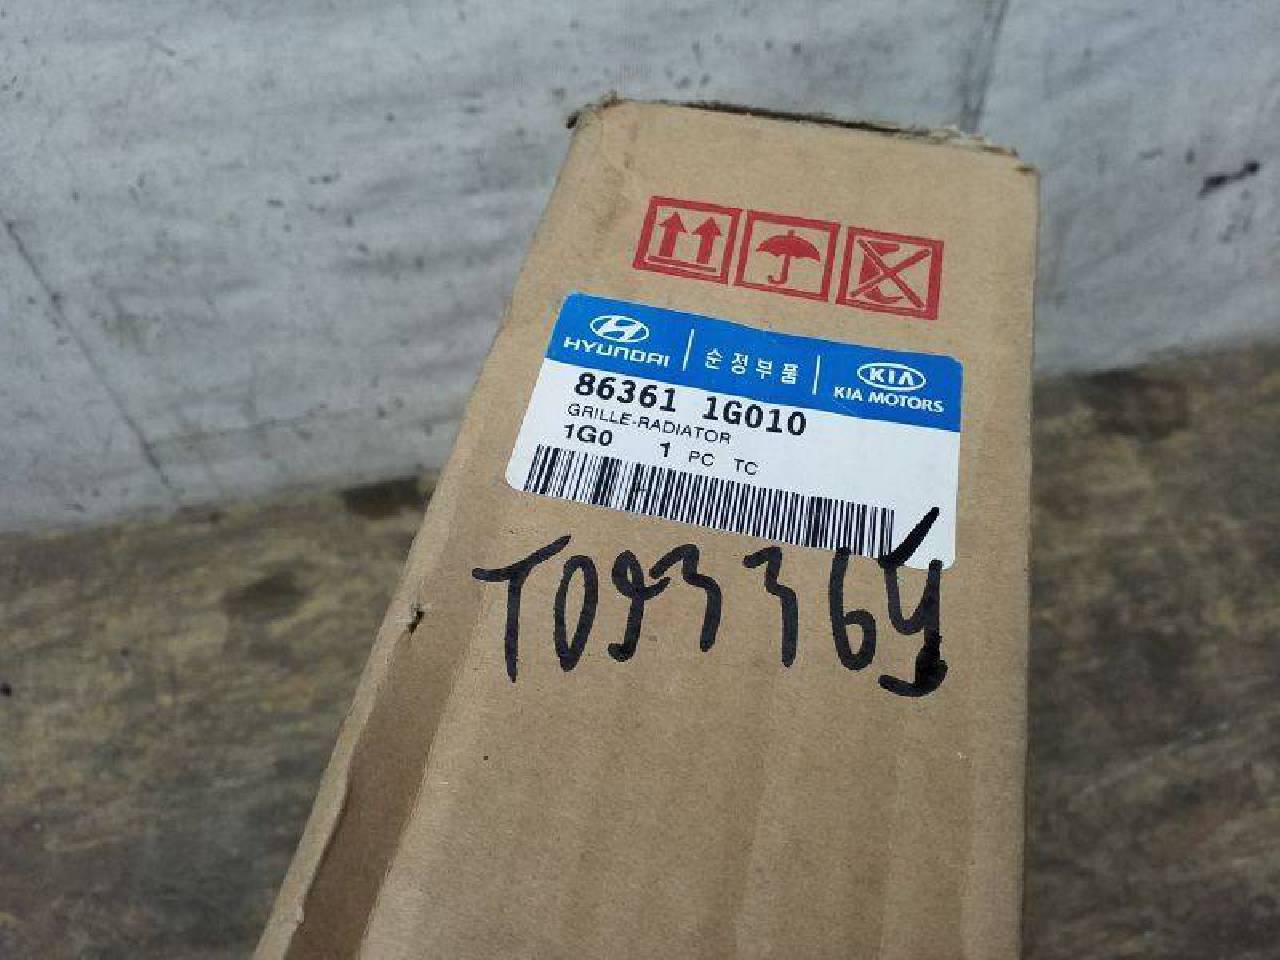 HYUNDAI 순정부품 KIA KIA MOTORS
86361 1G010
GRILLE-RADIATOR
1G0 1 PC TC
T093364